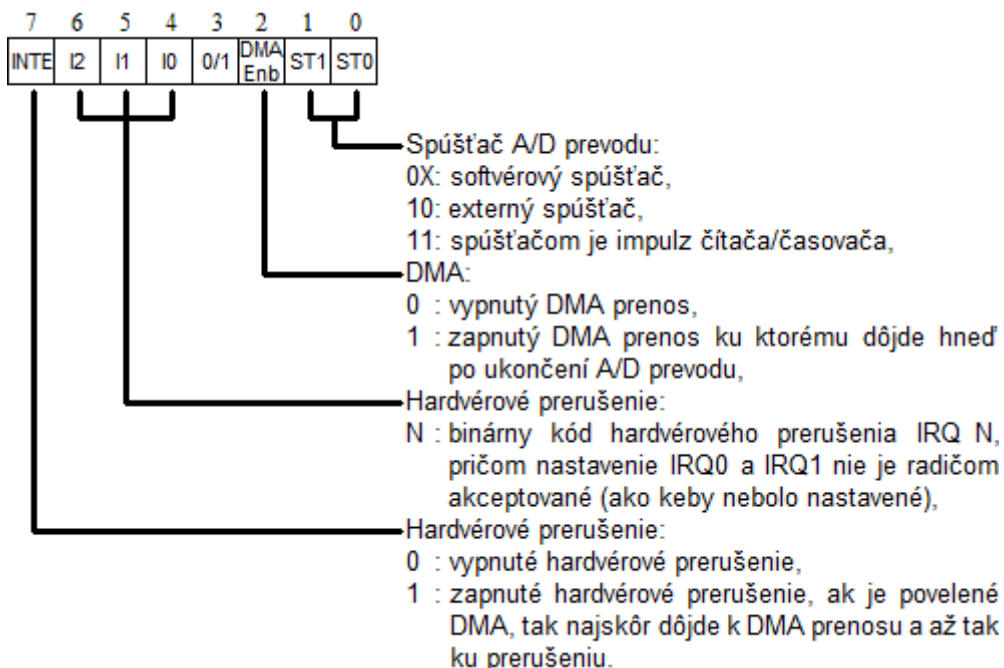 7 6 5 4 3 2 1 0
INTE I2 I1 I0 0/1 DMA Enb ST1 ST0
Spúšťač A/D prevodu:
0X: softvérový spúšťač,
10: externý spúšťač,
11: spúšťačom je impulz čítača/časovača,
DMA:
0 : vypnutý DMA prenos,
1 : zapnutý DMA prenos ku ktorému dôjde hneď
po ukončení A/D prevodu,
Hardvérové prerušenie:
N : binárny kód hardvérového prerušenia IRQ N,
pričom nastavenie IRQ0 a IRQ1 nie je radičom
akceptované (ako keby nebolo nastavené),
Hardvérové prerušenie:
0 : vypnuté hardvérové prerušenie,
1 : zapnuté hardvérové prerušenie, ak je povelené
DMA, tak najskôr dôjde k DMA prenosu a až tak
ku prerušeniu.